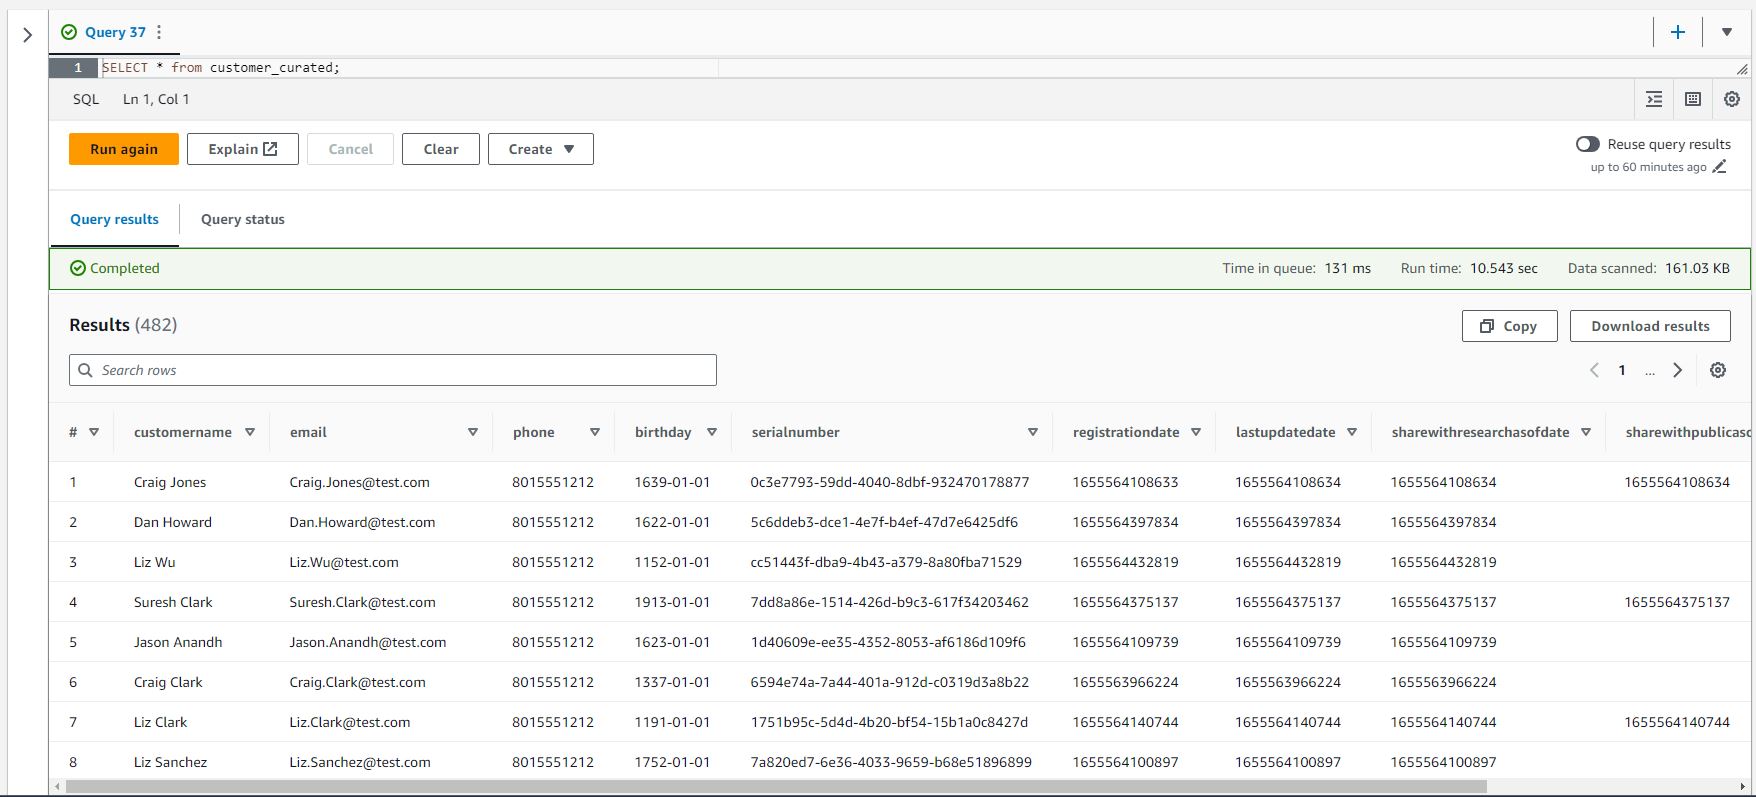 Query 37
1 SELECT * from customer_curated;
SQL Ln 1, Col 1
Run again Explain Cancel Clear Create Reuse query results
up to 60 minutes ago
Query results Query status
Completed Time in queue: 131 ms Run time: 10.543 sec Data scanned: 161.03 KB
Results (482) Copy Download results
Search rows 1 ...
# customername email phone birthday serialnumber registrationdate lastupdatedate sharewithresearchasofdate sharewithpublicaso
1 Craig Jones Craig.Jones@test.com 8015551212 1639-01-01 0c3e7793-59dd-4040-8dbf-932470178877 1655564108633 1655564108634 1655564108634 1655564108634
2 Dan Howard Dan.Howard@test.com 8015551212 1622-01-01 5c6ddeb3-dce1-4e7f-b4ef-47d7e6425df6 1655564397834 1655564397834 1655564397834
3 Liz Wu Liz.Wu@test.com 8015551212 1152-01-01 cc51443f-dba9-4b43-a379-8a80fba71529 1655564432819 1655564432819 1655564432819
4 Suresh Clark Suresh.Clark@test.com 8015551212 1913-01-01 7dd8a86e-1514-426d-b9c3-617f34203462 1655564375137 1655564375137 1655564375137 1655564375137
5 Jason Anandh Jason.Anandh@test.com 8015551212 1623-01-01 1d40609e-ee35-4352-8053-af6186d109f6 1655564109739 1655564109739 1655564109739
6 Craig Clark Craig.Clark@test.com 8015551212 1337-01-01 6594e74a-7a44-401a-912d-c0319d3a8b22 1655563966224 1655563966224 1655563966224
7 Liz Clark Liz.Clark@test.com 8015551212 1191-01-01 1751b95c-5d4d-4b20-bf54-15b1a0c8427d 1655564140744 1655564140744 1655564140744 1655564140744
8 Liz Sanchez Liz.Sanchez@test.com 8015551212 1752-01-01 7a820ed7-6e36-4033-9659-b68e51896899 1655564100897 1655564100897 1655564100897